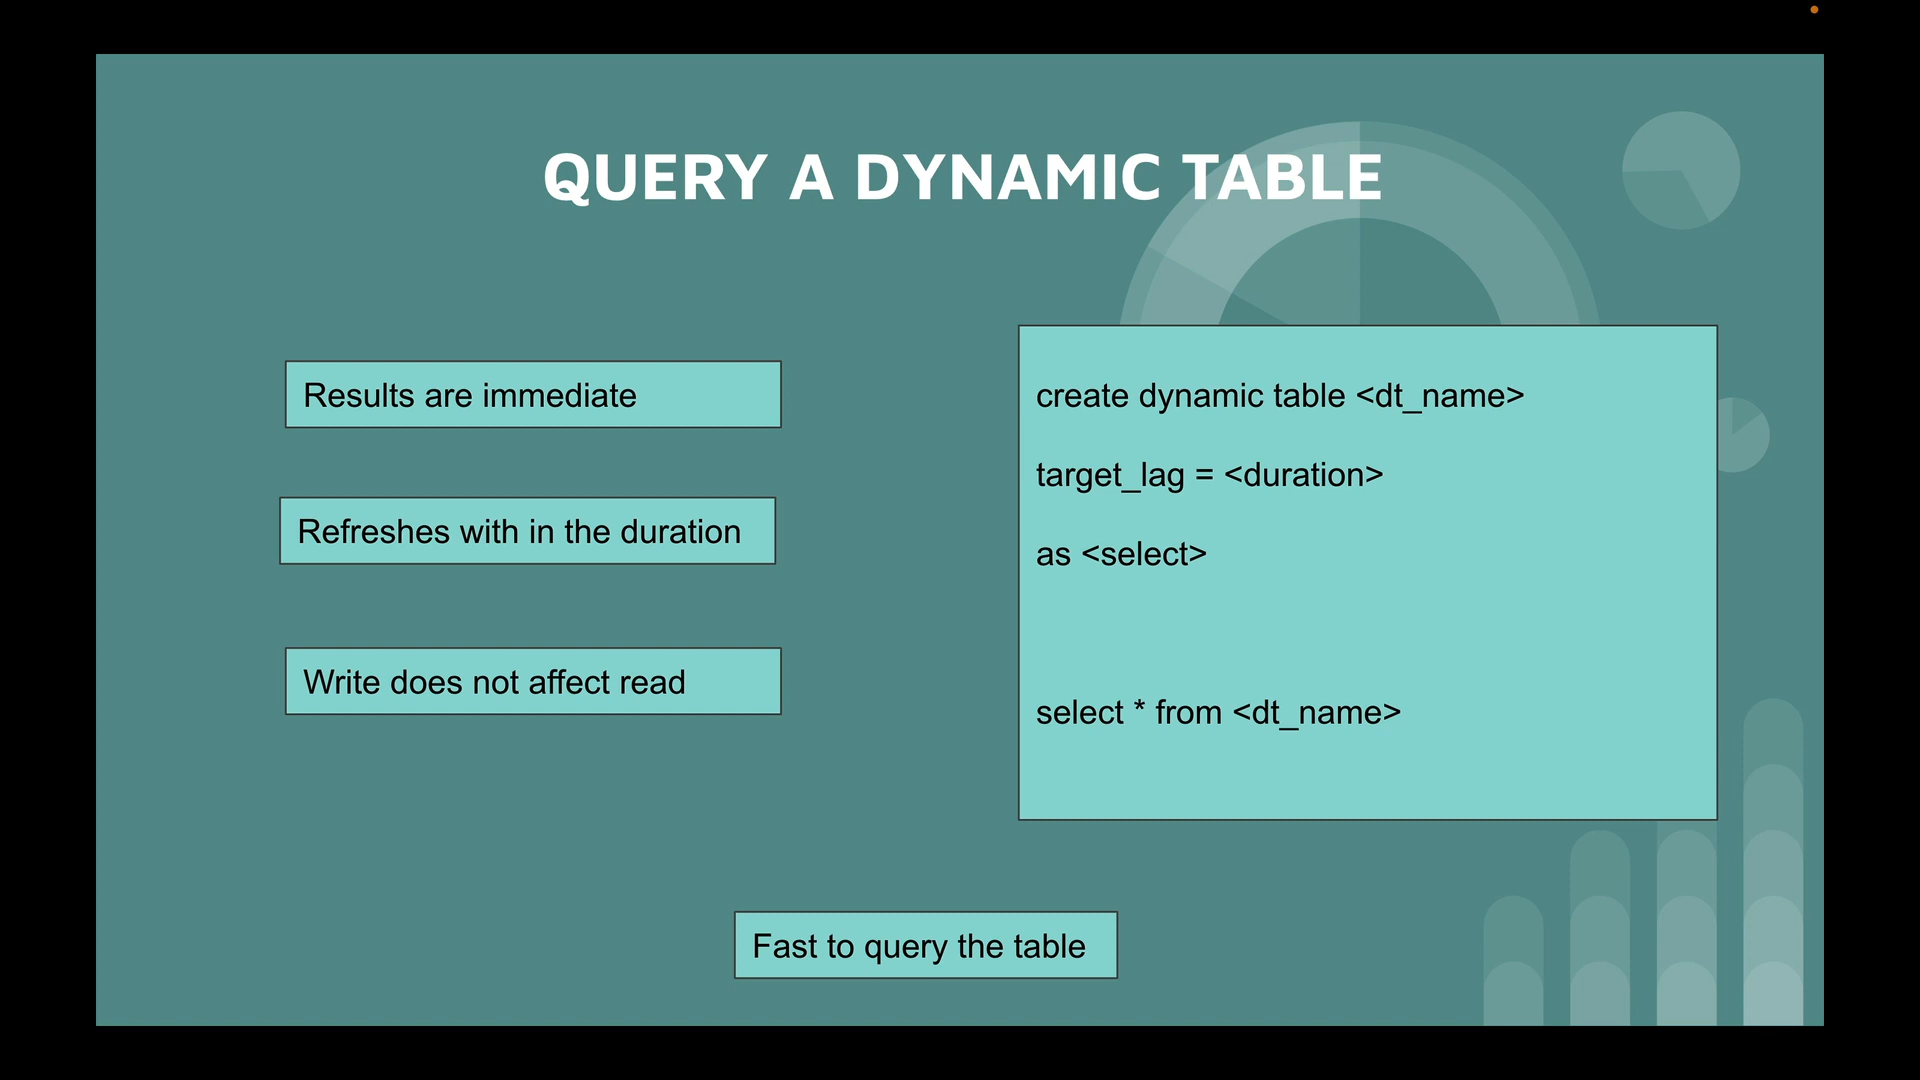 QUERY A DYNAMIC TABLE
Results are immediate
Refreshes with in the duration
Write does not affect read
create dynamic table <dt_name>
target_lag = <duration>
as <select>
select * from <dt_name>
Fast to query the table